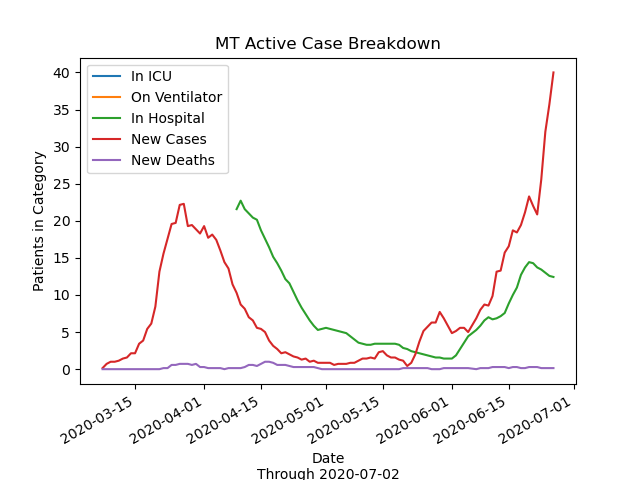 MT Active Case Breakdown
In ICU
On Ventilator
In Hospital
New Cases
New Deaths
Patients in Category
40
35
30
25
20
15
10
5
0
2020-03-15
2020-04-01
2020-04-15
2020-05-01
2020-05-15
2020-06-01
2020-06-15
2020-07-01
Date
Through 2020-07-02